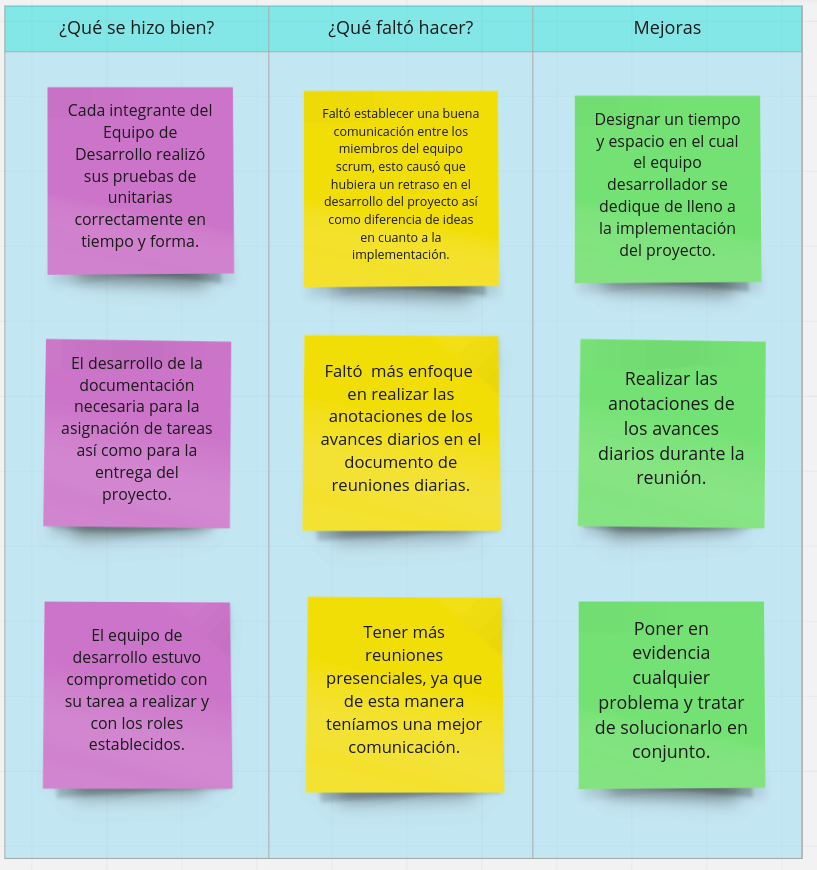 ¿Qué se hizo bien?
¿Qué faltó hacer?
Mejoras
Cada integrante del
Equipo de
Desarrollo realizó
sus pruebas de
unitarias
correctamente en
tiempo y forma.
Faltó establecer una buena
comunicación entre los
miembros del equipo
scrum, esto causó que
hubiera un retraso en el
desarrollo del proyecto así
como diferencia de ideas
en cuanto a la
implementación.
Designar un tiempo
y espacio en el cual
el equipo
desarrollador se
dedique de lleno a
la implementación
del proyecto.
El desarrollo de la
documentación
necesaria para la
asignación de tareas
así como para la
entrega del
proyecto.
Faltó más enfoque
en realizar las
anotaciones de los
avances diarios en el
documento de
reuniones diarias.
Realizar las
anotaciones de
los avances
diarios durante la
reunión.
El equipo de
desarrollo estuvo
comprometido con
su tarea a realizar y
con los roles
establecidos.
Tener más
reuniones
presenciales, ya que
de esta manera
teníamos una mejor
comunicación.
Poner en
evidencia
cualquier
problema y tratar
de solucionarlo en
conjunto.